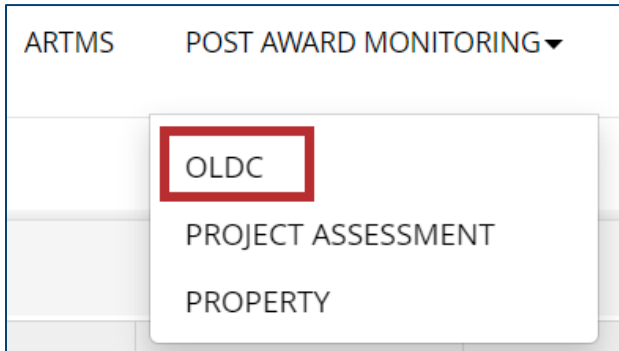 ARTMS POST AWARD MONITORING
OLDC
PROJECT ASSESSMENT
PROPERTY